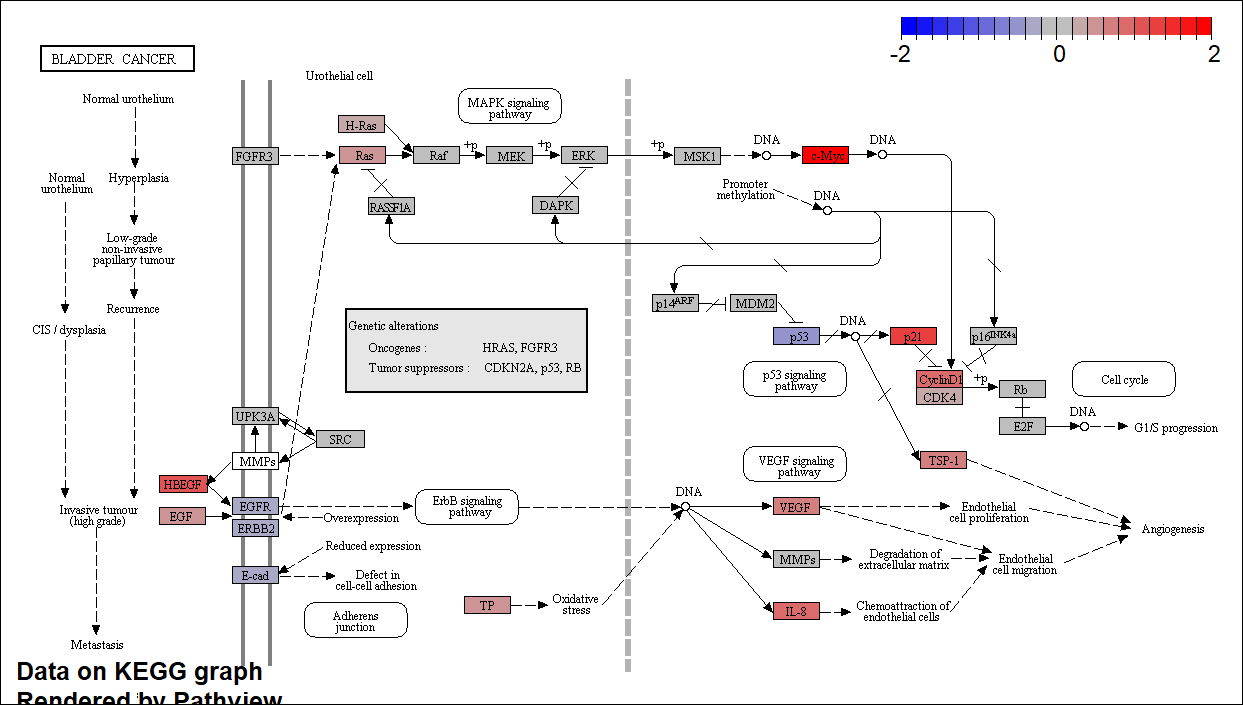 -2 0 2
BLADDER CANCER
Urothelial cell
Normal urothelium
MAPK signaling
pathway
H-Ras
FGFR3
Ras
Raf
+p
MEK
+p
ERK
+p
MSK1
DNA
c-Myc
DNA
Normal
urothelium
Hyperplasia
Promoter
methylation
DNA
RASSF1A
DAPK
Low-grade
non-invasive
papillary tumour
Recurrence
CIS / dysplasia
p14ARF
MDM2
p53
DNA
p21
p16INK4a
Genetic alterations
Oncogenes : HRAS, FGFR3
Tumor suppressors : CDKN2A, p53, RB
p53 signaling
pathway
CyclinD1
CDK4
+p
Rb
Cell cycle
E2F
DNA
G1/S progression
UPK3A
SRC
MMPs
VEGF signaling
pathway
TSP-1
HBEGF
EGF
EGFR
ERBB2
Overexpression
ErbB signaling
pathway
DNA
VEGF
Endothelial
cell proliferation
Angiogenesis
Invasive tumour
(high grade)
Reduced expression
E-cad
Defect in
cell-cell adhesion
MMPs
Degradation of
extracellular matrix
Endothelial
cell migration
TP
Oxidative
stress
IL-8
Chemoattraction of
endothelial cells
Adherens
junction
Metastasis
Data on KEGG graph
Rendered by Pathview